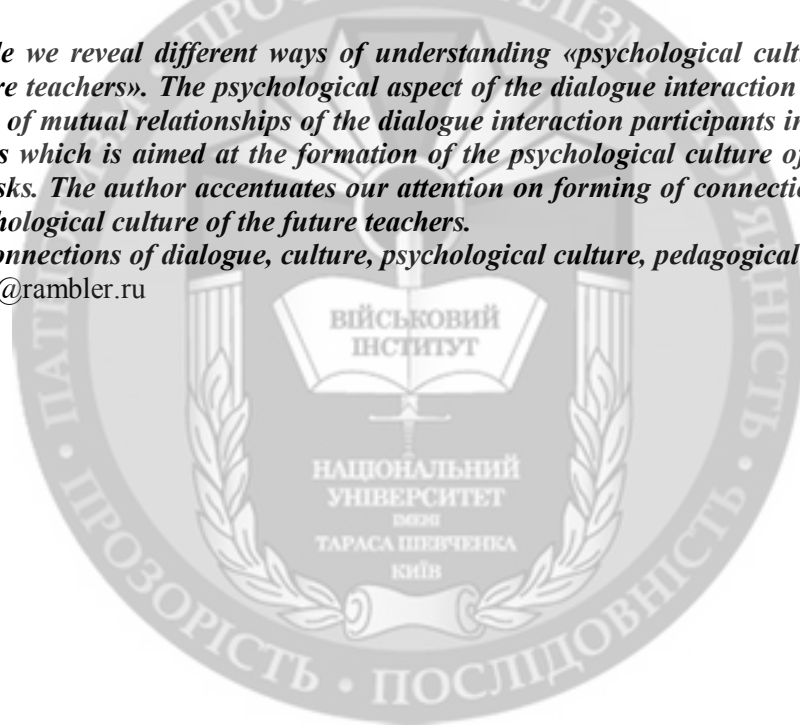 le we reveal different ways of understanding «psychological cult
re teachers». The psychological aspect of the dialogue interaction
of mutual relationships of the dialogue interaction participants in
s which is aimed at the formation of the psychological culture of
sks. The author accentuates our attention on forming of connectio
hological culture of the future teachers.
onnections of dialogue, culture, psychological culture, pedagogical
@rambler.ru
ВІЙСЬКОВИЙ
ІНСТИТУТ
НАЦІОНАЛЬНИЙ
УНІВЕРСИТЕТ
ІМЕНІ
ТАРАСА ШЕВЧЕНКА
КИЇВ
ПРОЗОРІСТЬ • ПОСЛІДОВНІСТЬ